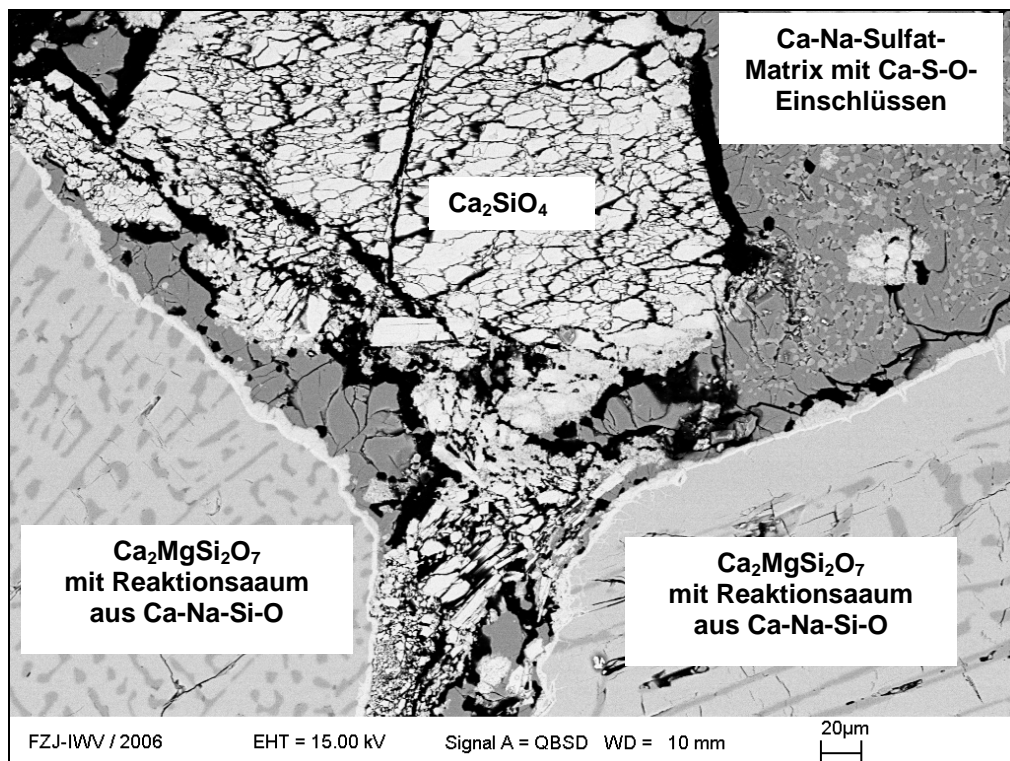 Ca-Na-Sulfat-
Matrix mit Ca-S-O-
Einschlüssen
Ca₂SiO₄
Ca₂MgSi₂O₇
mit Reaktionsaaum
aus Ca-Na-Si-O
Ca₂MgSi₂O₇
mit Reaktionsaaum
aus Ca-Na-Si-O
FZJ-IWV / 2006 EHT = 15.00 kV Signal A = QBSD WD = 10 mm 20µm